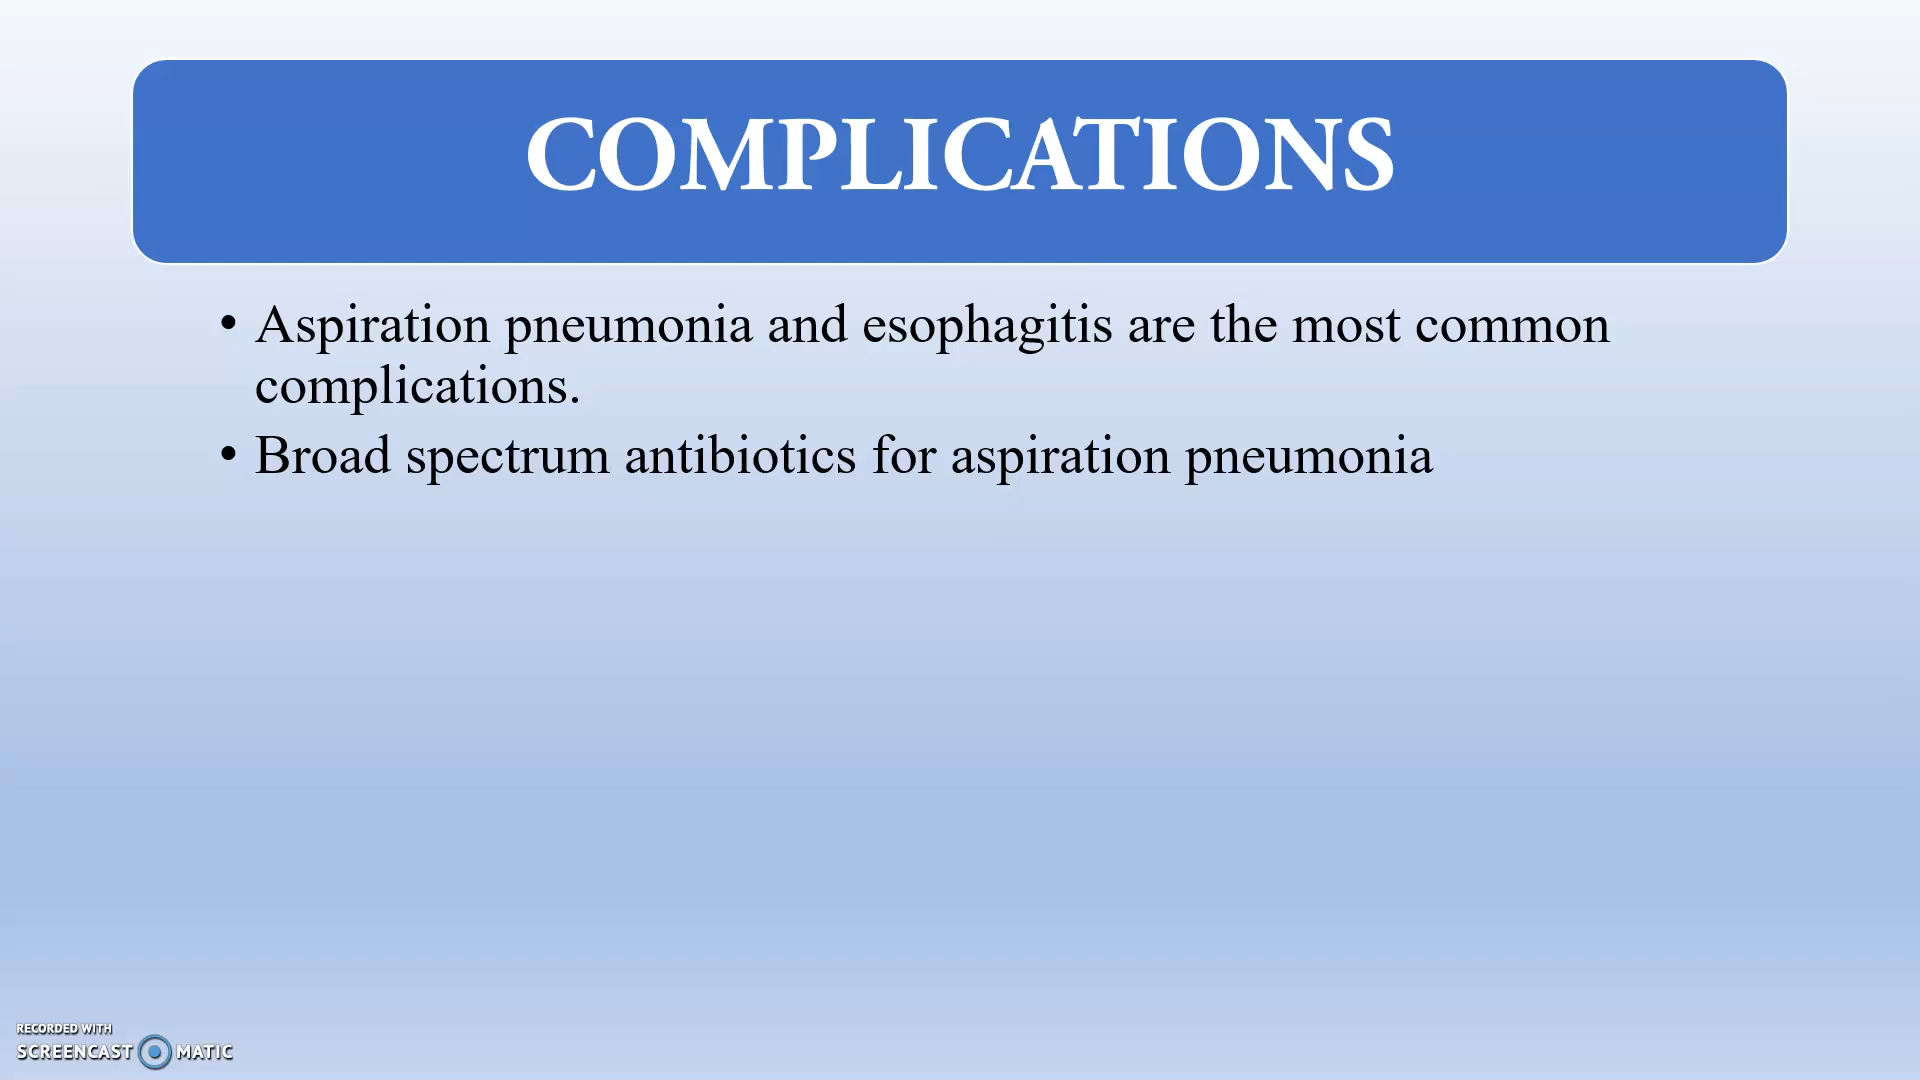 COMPLICATIONS
• Aspiration pneumonia and esophagitis are the most common
complications.
• Broad spectrum antibiotics for aspiration pneumonia
RECORDED WITH
SCREENCAST MATIC